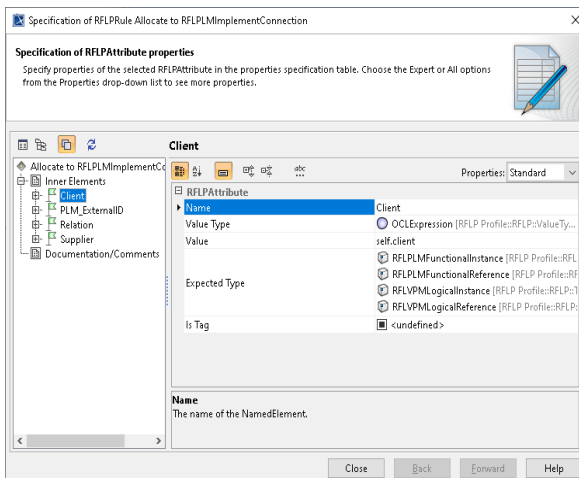 Specification of RFLPRule Allocate to RFLPLMImplementConnection
Specification of RFLPAttribute properties
Specify properties of the selected RFLPAttribute in the properties specification table. Choose the Expert or All options
from the Properties drop-down list to see more properties.
Client
Allocate to RFLPLMImplementCo
Inner Elements
Client
PLM_ExternalID
Relation
Supplier
Documentation/Comments
Properties: Standard
RFLPAttribute
Name Client
Value Type OCLExpression [RFLP Profile::RFLP::ValueTy...
Value self.client
Expected Type
RFLPLMFunctionalInstance [RFLP Profile::RFL
RFLPLMFunctionalReference [RFLP Profile::RF
RFLVPMLogicalInstance [RFLP Profile::RFLP::T
RFLVPMLogicalReference [RFLP Profile::RFLP:
Is Tag <undefined>
Name
The name of the NamedElement.
Close Back Forward Help